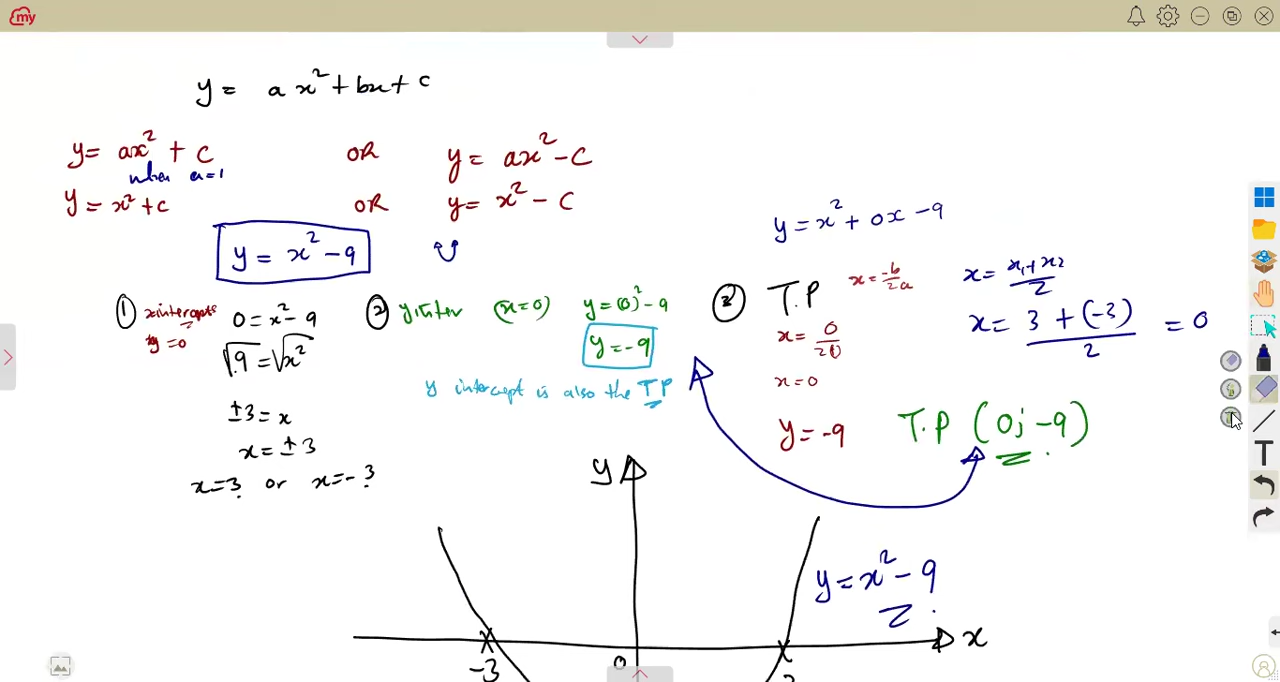 my
y = ax² + bx + c
y = ax² + c OR y = ax² - c
when a=1
y = x² + c OR y = x² - c
y = x² - 9
① x intercepts
y=0
0 = x² - 9
√9 = √x²
±3 = x
x = ±3
x=3 or x=-3
② y inter (x=0) y = (0)² - 9
y = -9
y intercept is also the TP
y = x² + 0x - 9
T.P x = -b/2a
x = 0/2(1)
x = 0
y = -9
x = x₁+x₂/2
x = 3 + (-3)/2 = 0
T.P (0; -9)
y
y = x² - 9
x
-3
0
3
T